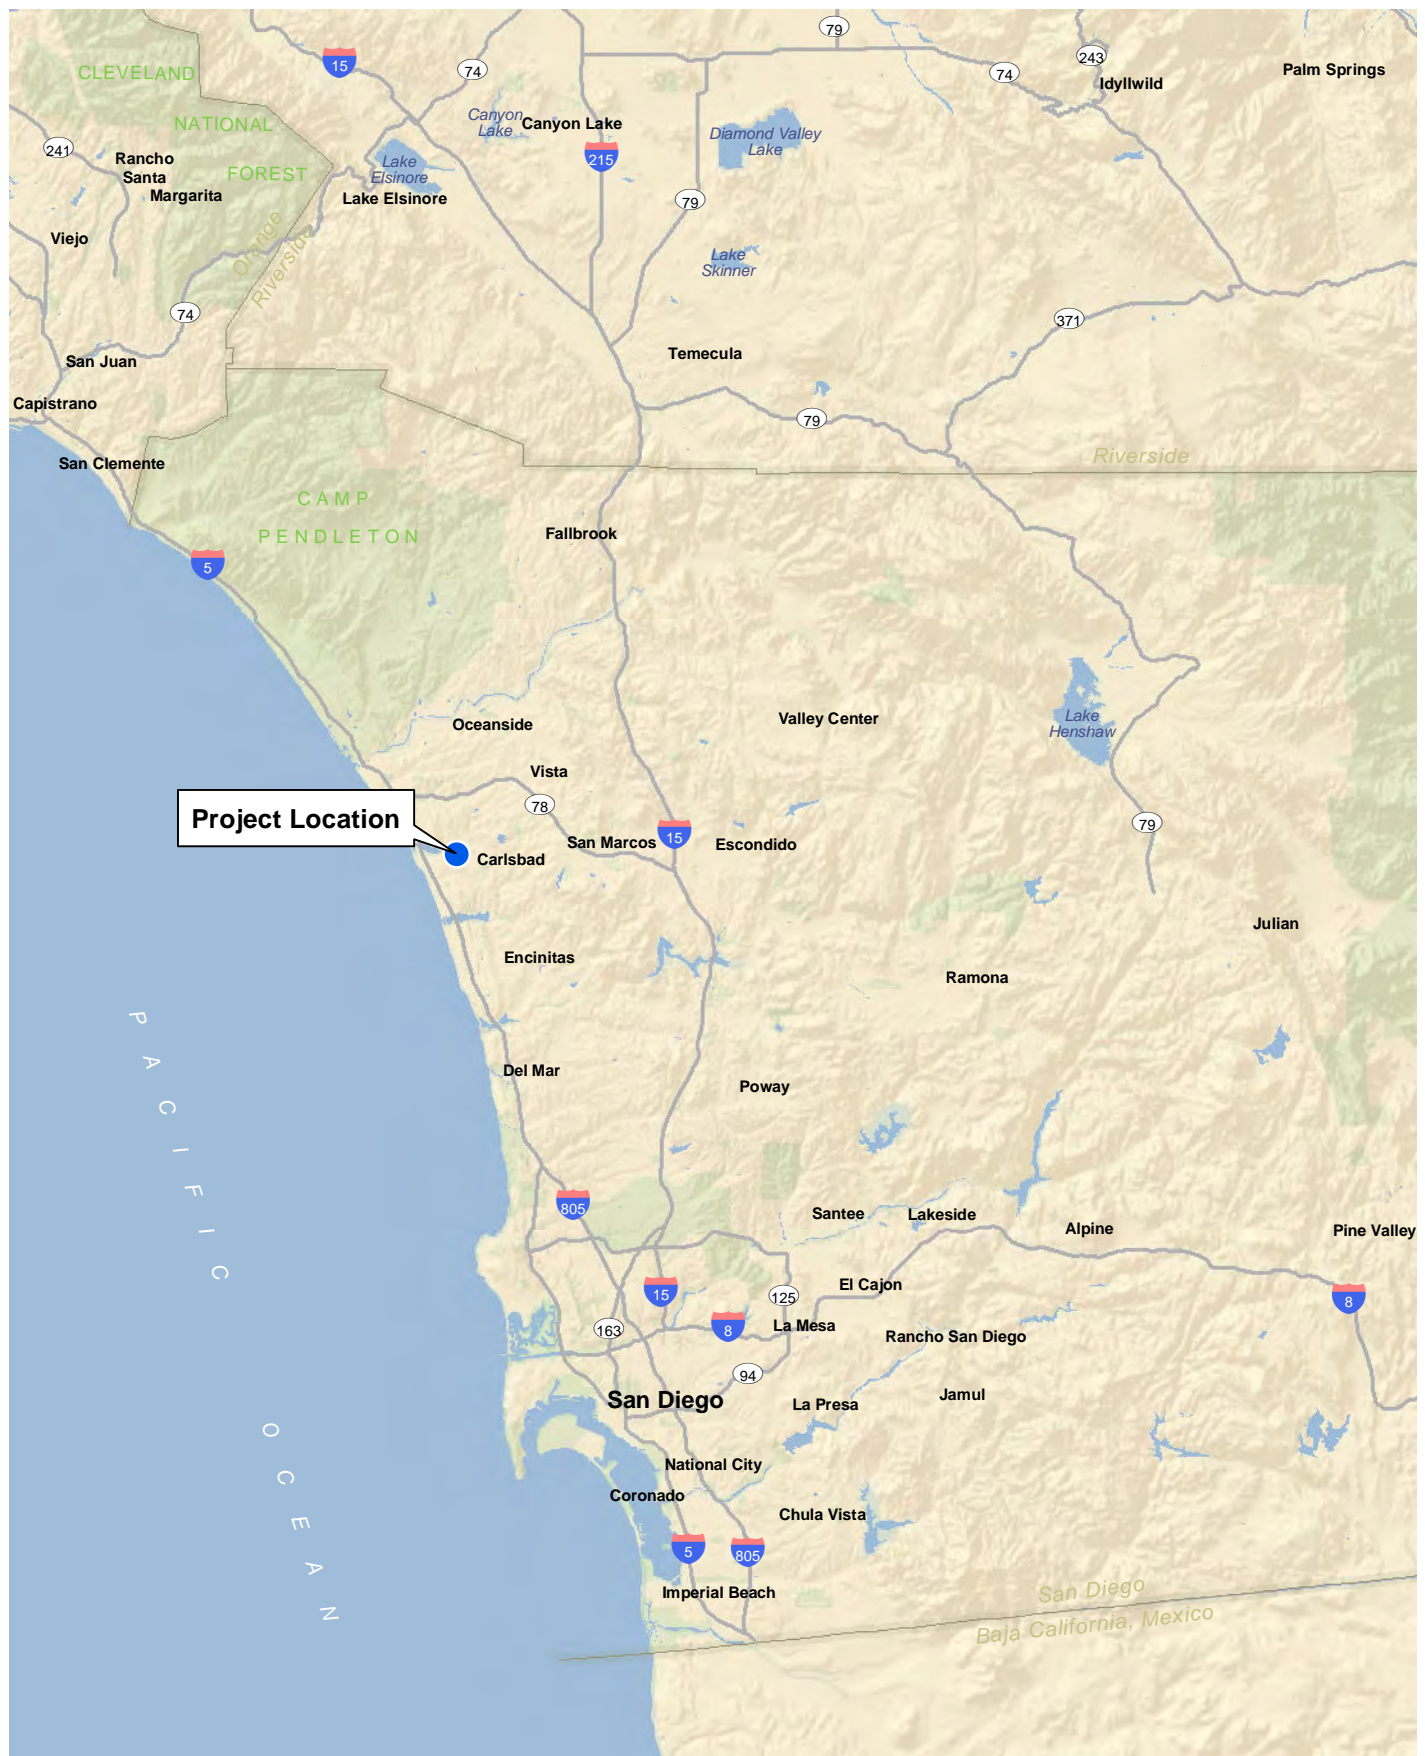 79
CLEVELAND
15
74
74
243
Idyllwild
Palm Springs
NATIONAL
Canyon
Lake
Canyon Lake
Diamond Valley
Lake
241
Rancho
Santa
Margarita
FOREST
Lake
Elsinore
Lake Elsinore
215
79
Viejo
Orange
Riverside
Lake
Skinner
74
371
San Juan
Temecula
Capistrano
79
San Clemente
Riverside
CAMP
PENDLETON
Fallbrook
5
Oceanside
Valley Center
Lake
Henshaw
Vista
78
Project Location
79
San Marcos
15
Escondido
Carlsbad
Julian
Encinitas
Ramona
PACIFIC
Del Mar
Poway
805
Santee
Lakeside
Alpine
Pine Valley
El Cajon
15
125
8
163
8
La Mesa
Rancho San Diego
94
San Diego
La Presa
Jamul
OCEAN
National City
Coronado
Chula Vista
5
805
Imperial Beach
San Diego
Baja California, Mexico